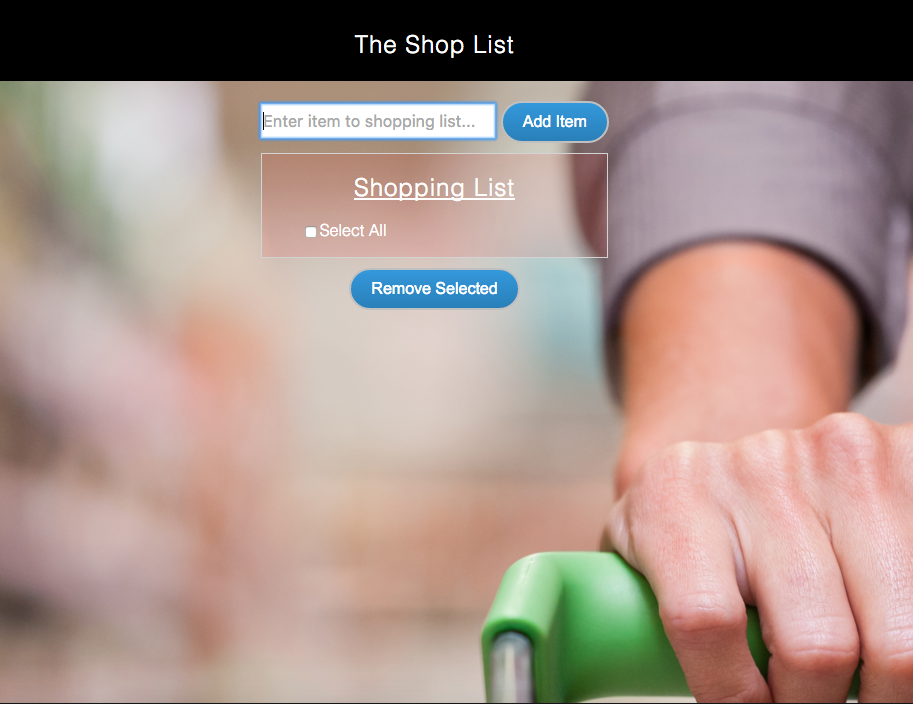 The Shop List
Enter item to shopping list...
Add Item
Shopping List
Select All
Remove Selected